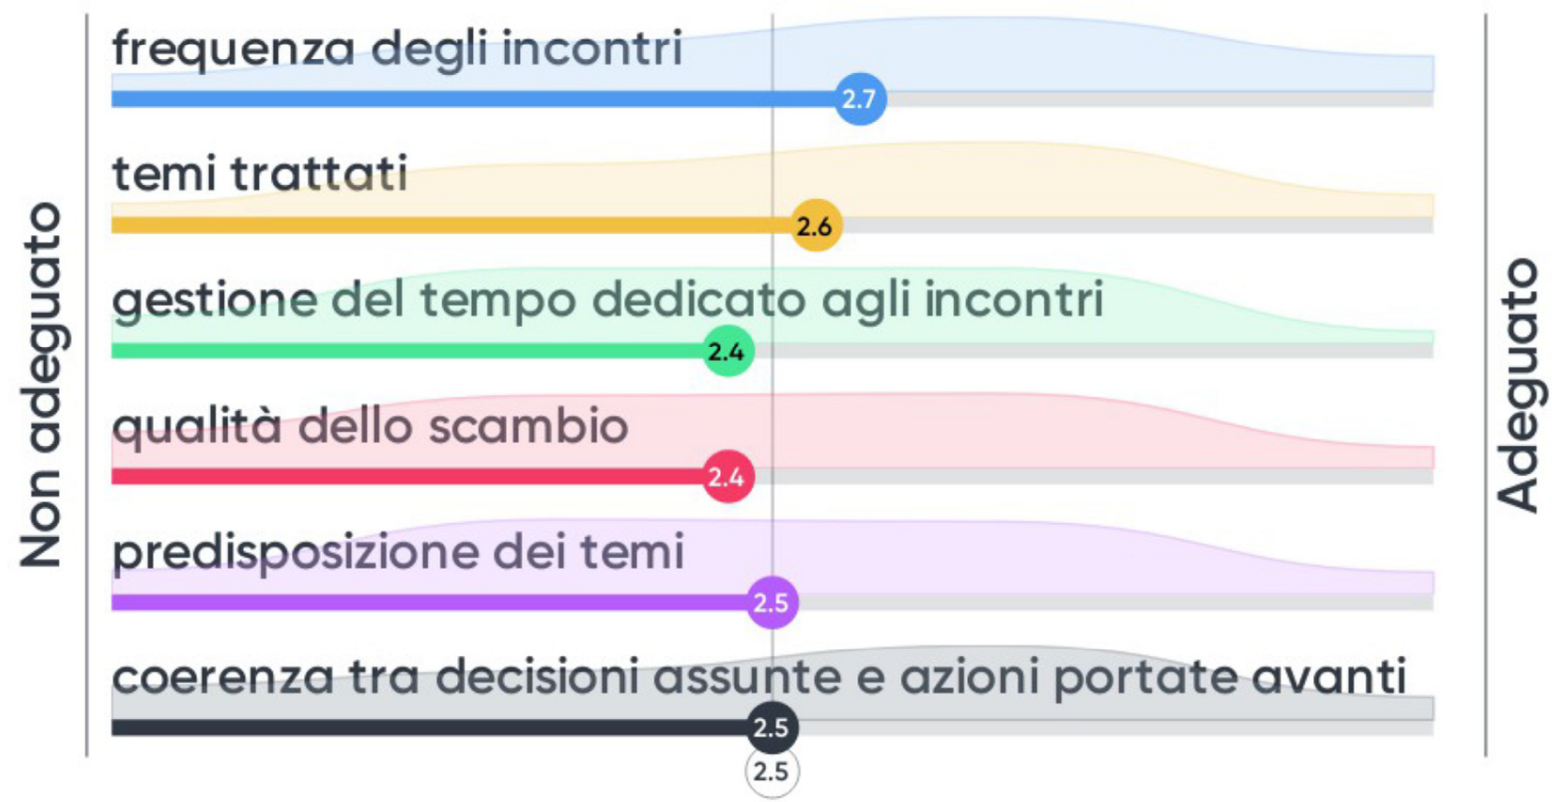 Non adeguato
frequenza degli incontri
2.7
temi trattati
2.6
gestione del tempo dedicato agli incontri
2.4
qualità dello scambio
2.4
predisposizione dei temi
2.5
coerenza tra decisioni assunte e azioni portate avanti
2.5
2.5
Adeguato